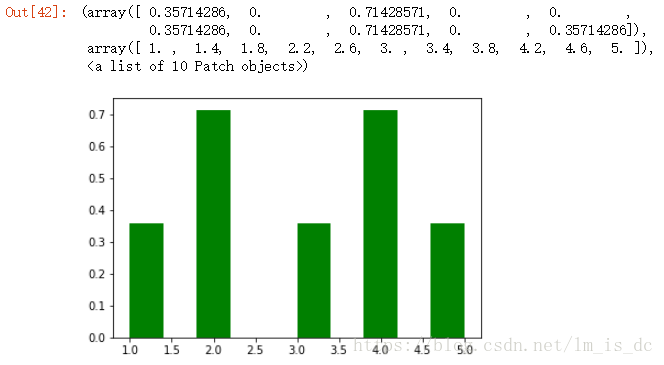 Out[42]: (array([ 0.35714286, 0. , 0.71428571, 0. , 0. ,
0.35714286, 0. , 0.71428571, 0. , 0.35714286]),
array([ 1. , 1.4, 1.8, 2.2, 2.6, 3. , 3.4, 3.8, 4.2, 4.6, 5. ]),
<a list of 10 Patch objects>)
0.7
0.6
0.5
0.4
0.3
0.2
0.1
0.0
1.0 1.5 2.0 2.5 3.0 3.5 4.0 4.5 5.0
https://blog.csdn.net/lm_is_dc